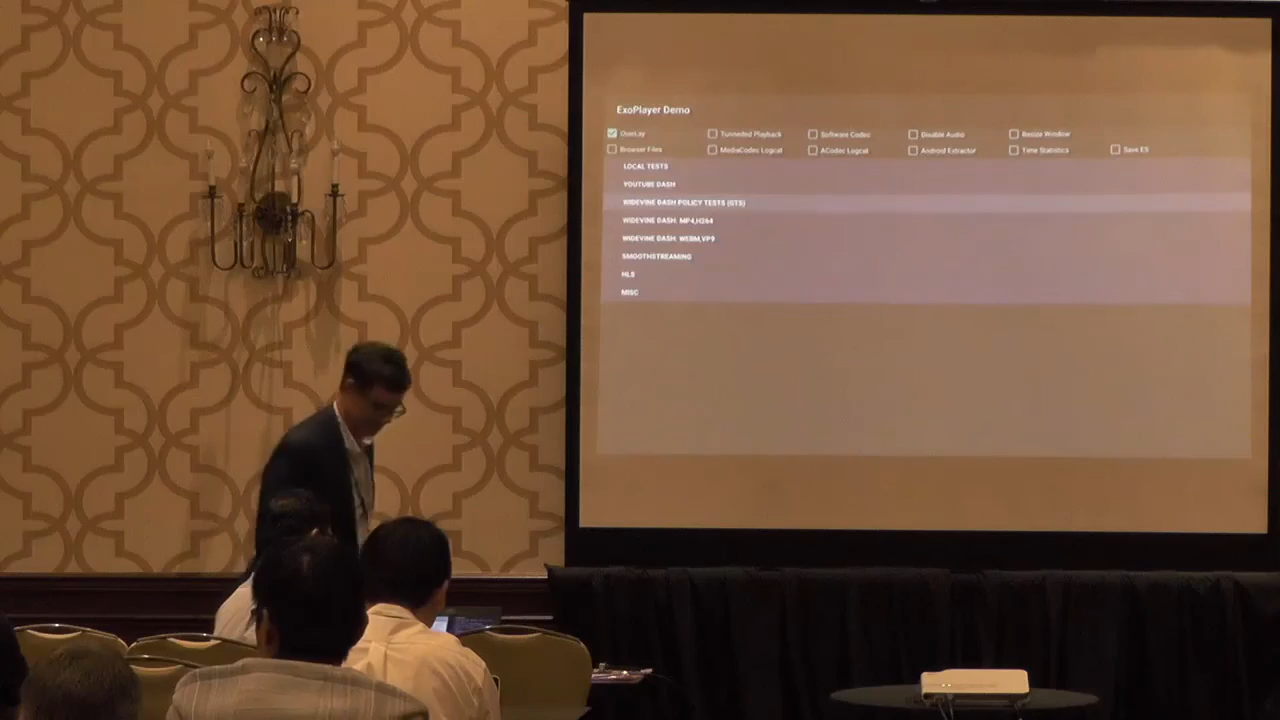 ExoPlayer Demo
Overlay Tunneled Playback Software Codec Disable Audio Resize Window
Browser Files MediaCodec Logcat ACodec Logcat Android Extractor Time Statistics Save ES
LOCAL TESTS
YOUTUBE DASH
WIDEVINE DASH POLICY TESTS (GTS)
WIDEVINE DASH: MP4,H264
WIDEVINE DASH: WEBM,VP9
SMOOTHSTREAMING
HLS
MISC